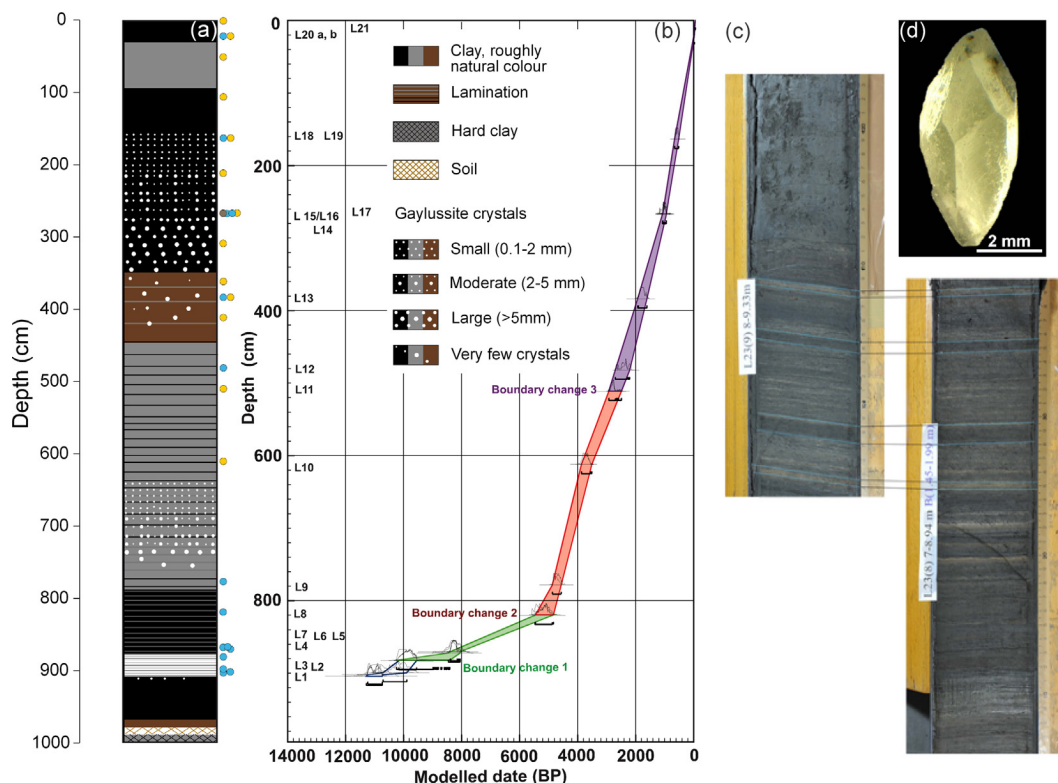 (a)
0
100
200
300
400
500
600
700
800
900
1000
Depth (cm)
(b)
0
200
400
600
800
Depth (cm)
L21
L20 a, b
L18 L19
L17
L 15/L16
L14
L13
L12
L11
L10
L9
L8
L7 L6 L5
L4
L3 L2
L1
Clay, roughly
natural colour
Lamination
Hard clay
Soil
Gaylussite crystals
Small (0.1-2 mm)
Moderate (2-5 mm)
Large (>5mm)
Very few crystals
Boundary change 3
Boundary change 2
Boundary change 1
14000 12000 10000 8000 6000 4000 2000 0
Modelled date (BP)
(c)
L23(9) 8-9.33m
(d)
2 mm
L23(8) 7-8.94 m B(1.45-1.99 m)